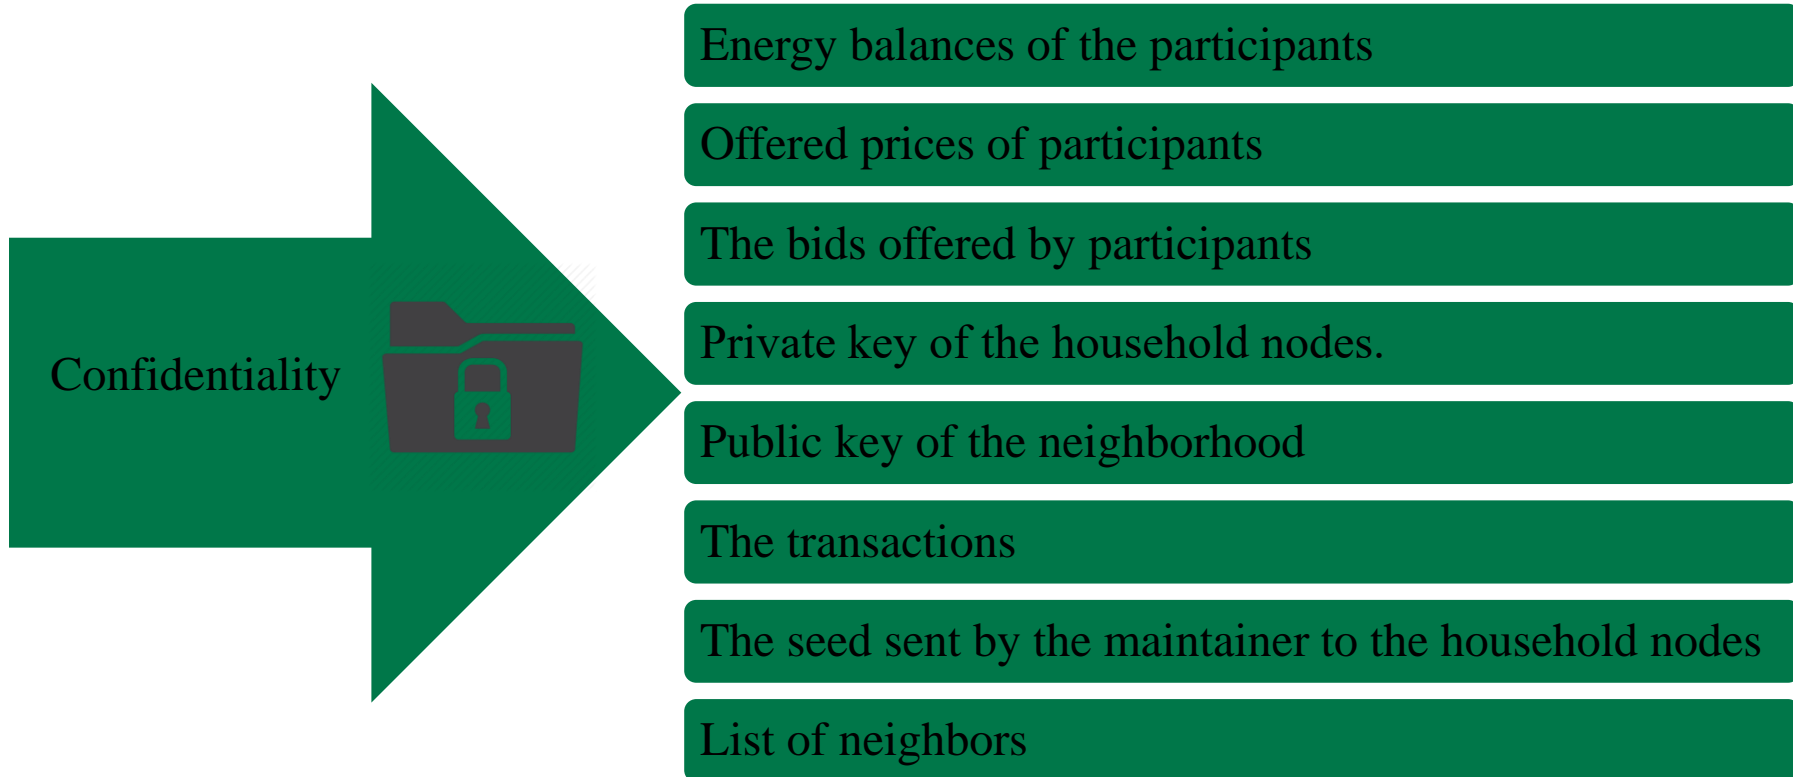 Confidentiality
Energy balances of the participants
Offered prices of participants
The bids offered by participants
Private key of the household nodes.
Public key of the neighborhood
The transactions
The seed sent by the maintainer to the household nodes
List of neighbors